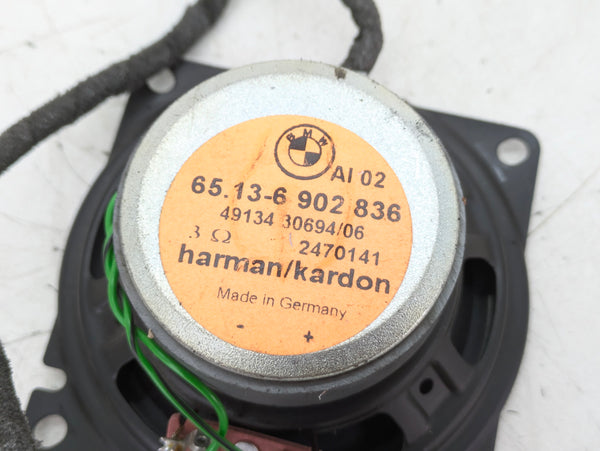 BMW
AI 02
65.13-6 902 836
49134 30694/06
3 Ω 2470141
harman/kardon
Made in Germany
- +